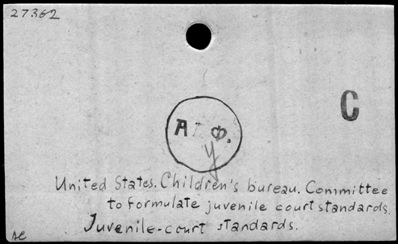 27362
C
United States. Children's bureau. Committee
to formulate juvenile court standards.
Juvenile-court standards.